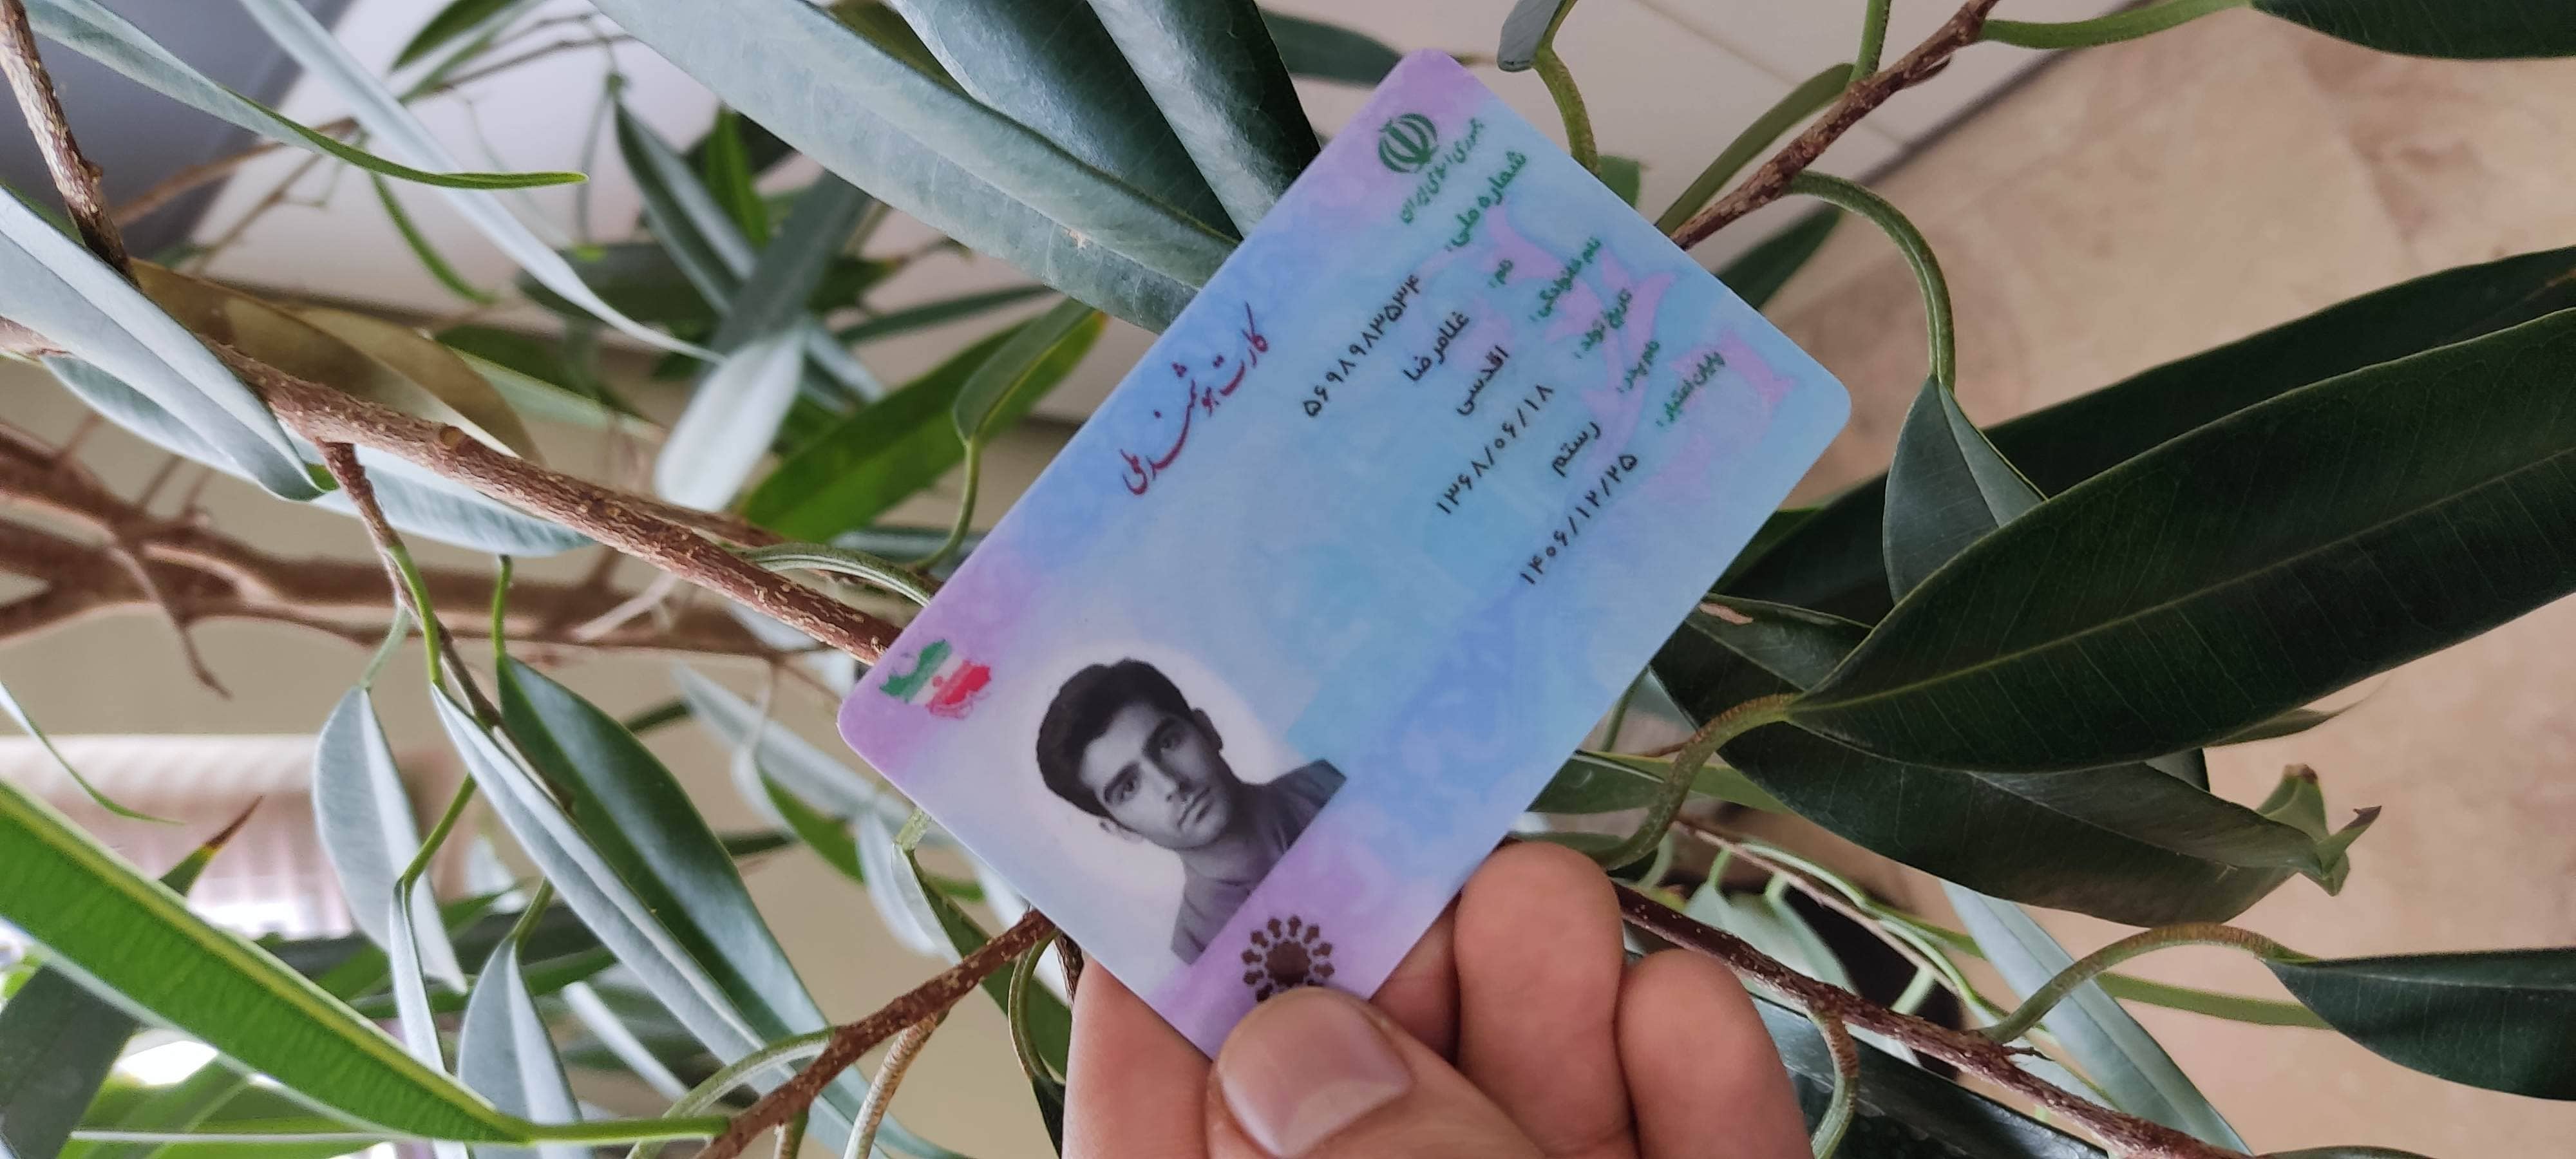 جمهوری اسلامی ایران
کارت هوشمند ملی
شماره ملی: ۵۶۹۸۹۸۳۵۳۴
نام: غلامرضا
نام خانوادگی: اقدسی
تاریخ تولد: ۱۳۶۸/۰۶/۱۸
نام پدر: رستم
پایان اعتبار: ۱۴۰۶/۱۲/۲۵